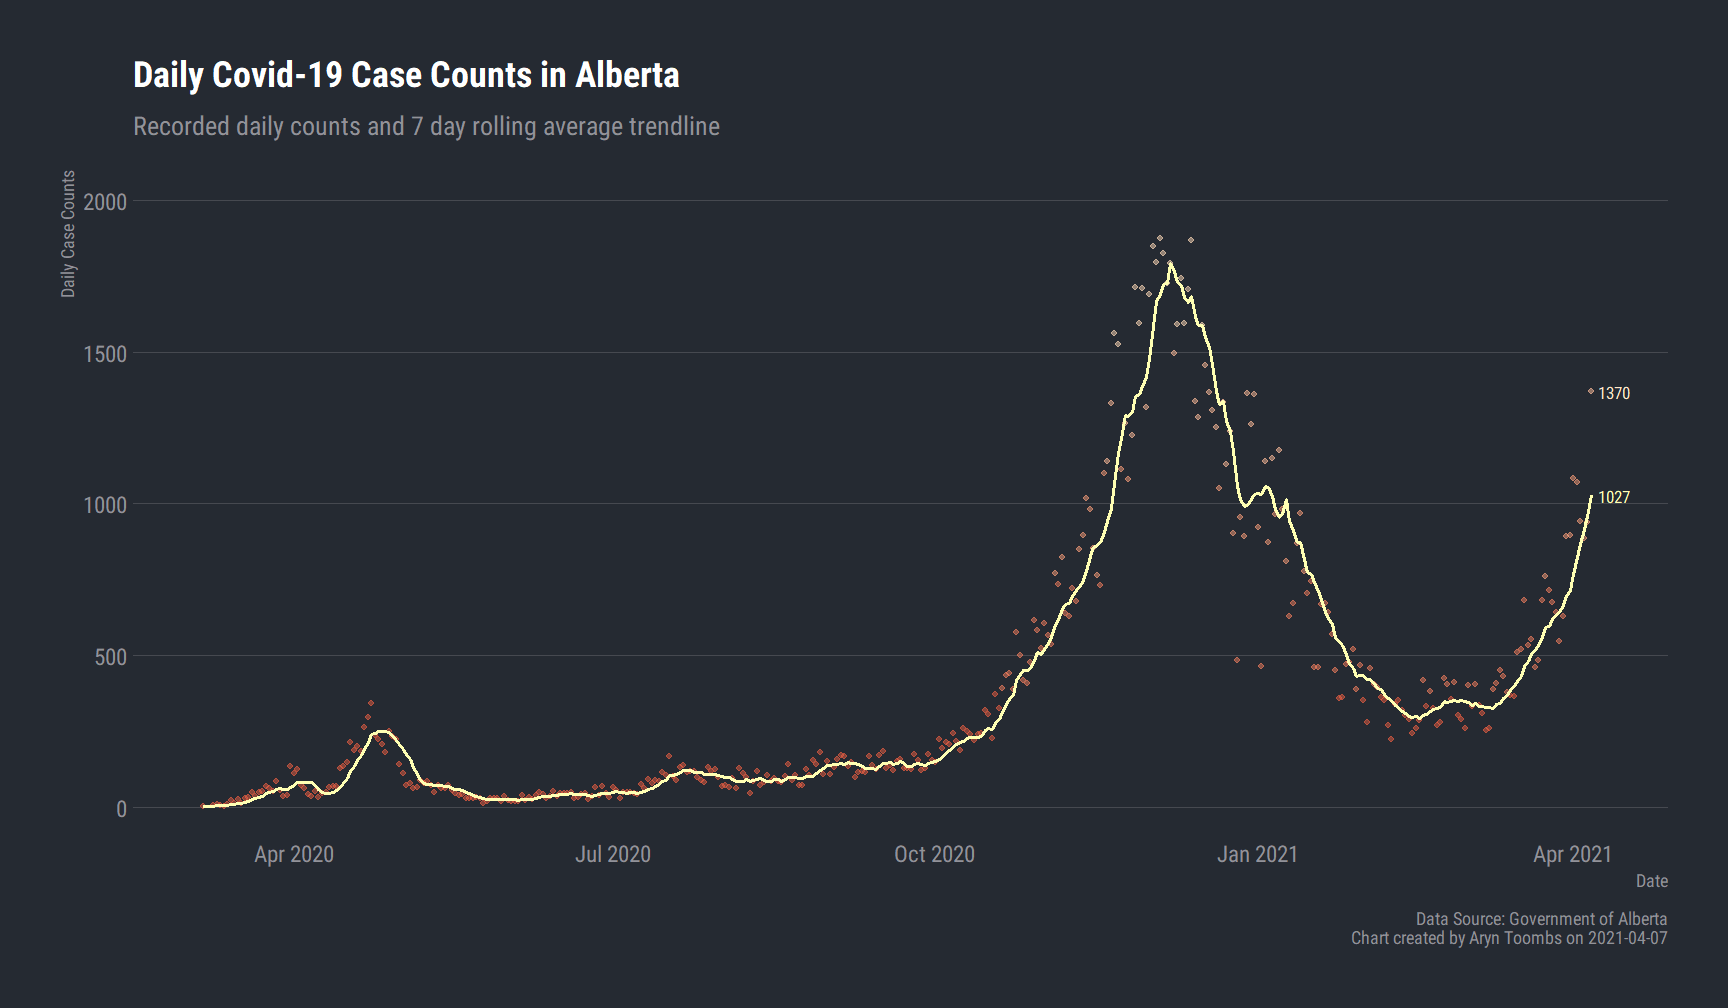 Daily Covid-19 Case Counts in Alberta
Recorded daily counts and 7 day rolling average trendline
Daily Case Counts
2000
1500
1000
500
0
1370
1027
Apr 2020
Jul 2020
Oct 2020
Jan 2021
Apr 2021
Date
Data Source: Government of Alberta
Chart created by Aryn Toombs on 2021-04-07